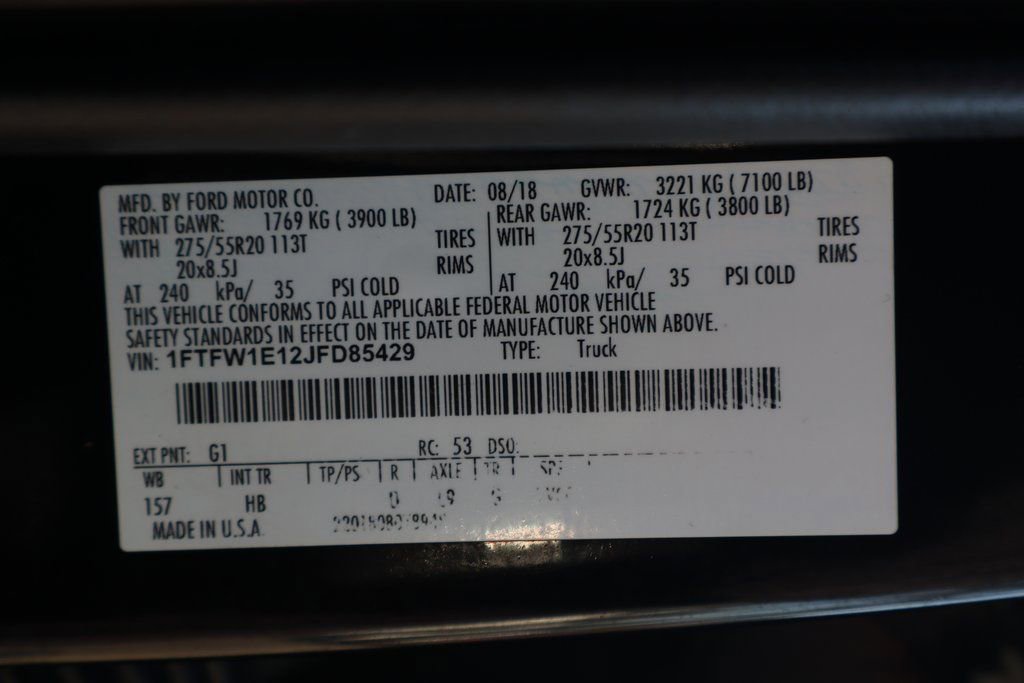 MFD. BY FORD MOTOR CO. DATE: 08/18 GVWR: 3221 KG ( 7100 LB)
FRONT GAWR: 1769 KG ( 3900 LB) REAR GAWR: 1724 KG ( 3800 LB)
WITH 275/55R20 113T TIRES WITH 275/55R20 113T TIRES
20x8.5J RIMS 20x8.5J RIMS
AT 240 kPa/ 35 PSI COLD AT 240 kPa/ 35 PSI COLD
THIS VEHICLE CONFORMS TO ALL APPLICABLE FEDERAL MOTOR VEHICLE
SAFETY STANDARDS IN EFFECT ON THE DATE OF MANUFACTURE SHOWN ABOVE.
VIN: 1FTFW1E12JFD85429 TYPE: Truck
EXT PNT: G1 RC: 53 DSO:
WB INT TR TP/PS R AXLE TR
157 HB
MADE IN U.S.A.